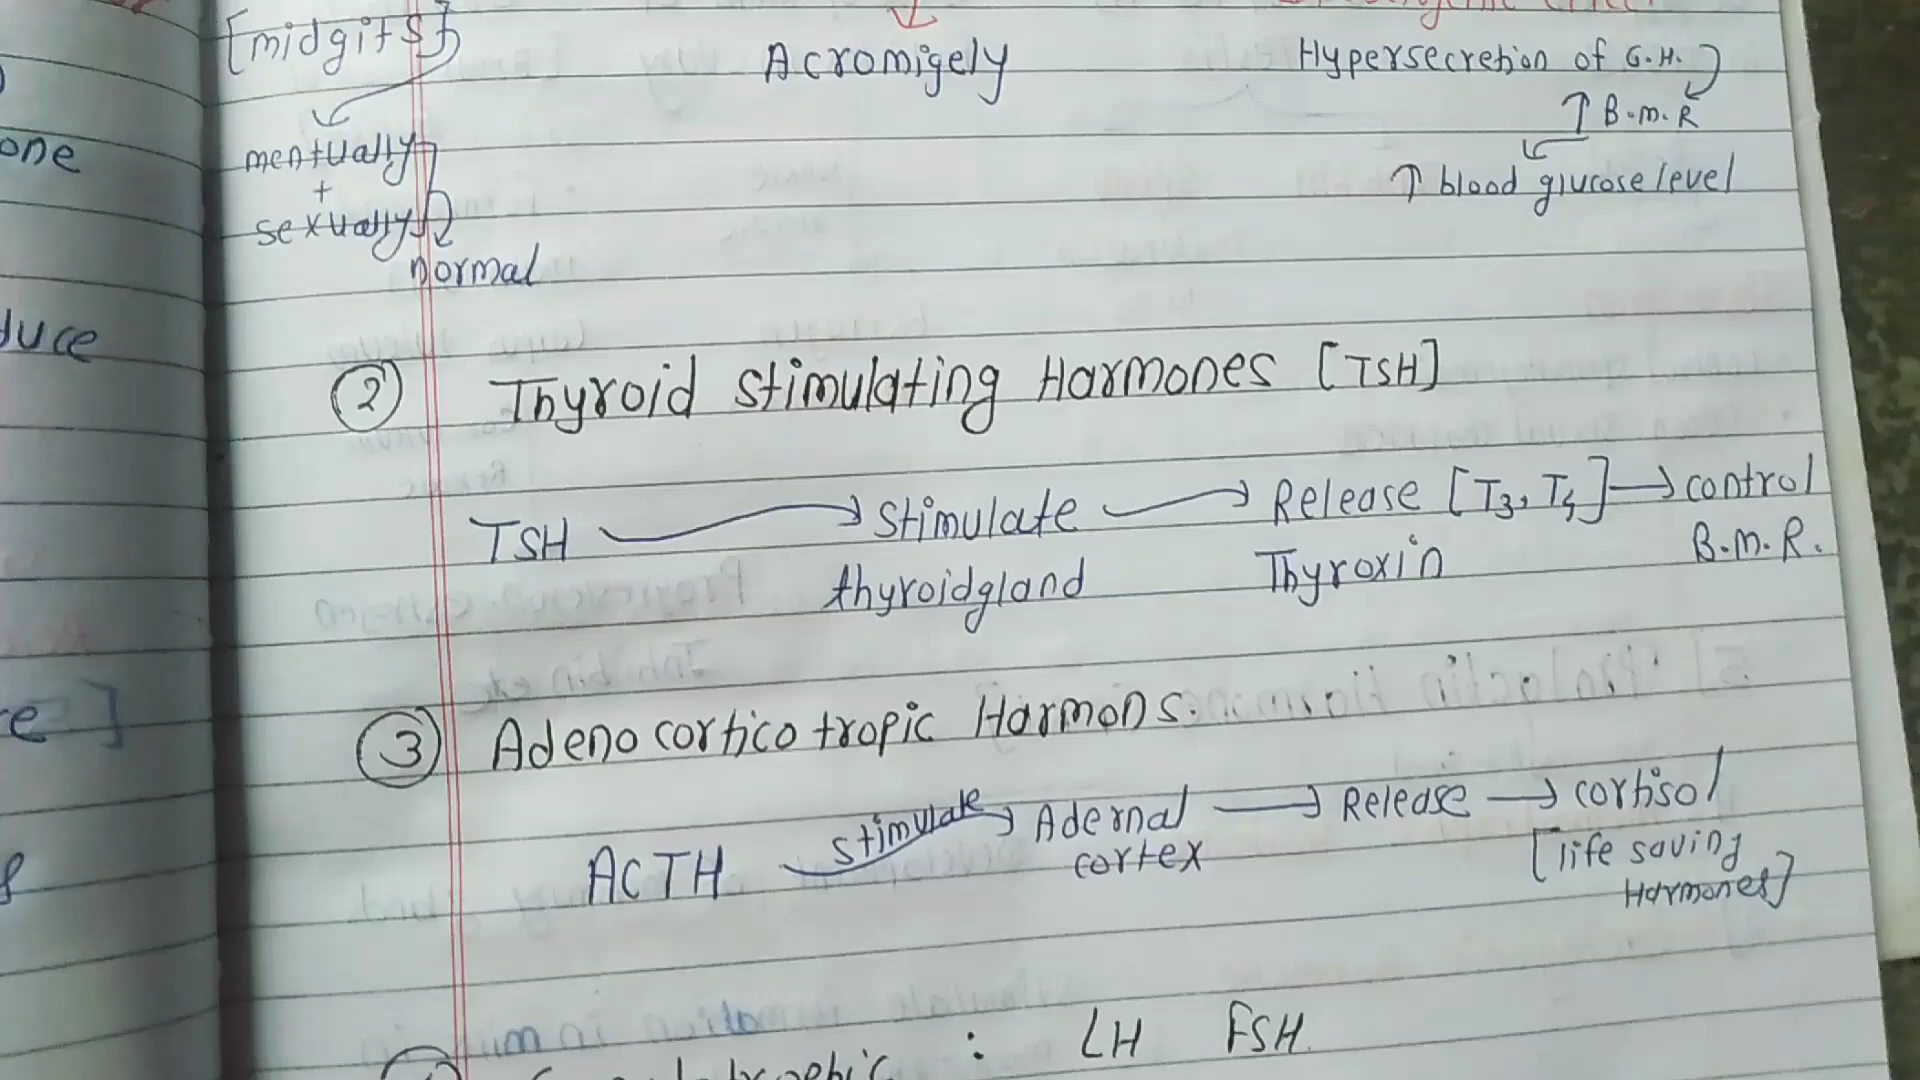 [midgits]
Acromigely
Hypersecretion of G.H.
↑ B.m.R
↑ blood glucose level
mentually
+
sexually
normal
one
duce
② Thyroid stimulating Harmones [TSH]
TSH → stimulate → Release [T3, T4] → control
thyroidgland Thyroxin B.m.R.
re]
③ Adenocorticotropic Harmons.
ACTH stimulate → Adernal → Release → cortisol
cortex [life saving
Harmones]
: LH FSH